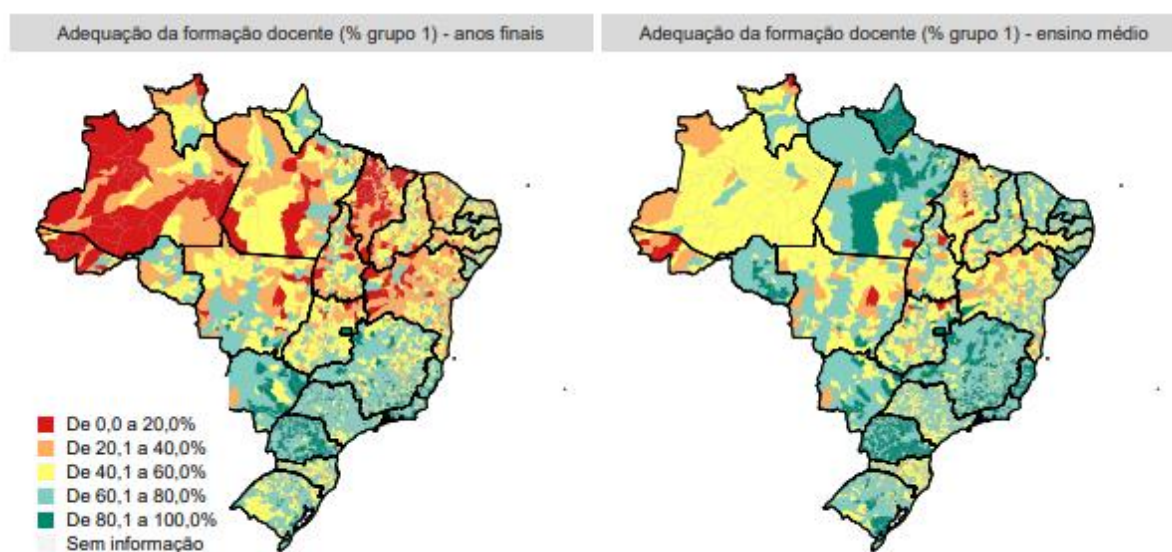 Adequação da formação docente (% grupo 1) - anos finais
Adequação da formação docente (% grupo 1) - ensino médio
De 0,0 a 20,0%
De 20,1 a 40,0%
De 40,1 a 60,0%
De 60,1 a 80,0%
De 80,1 a 100,0%
Sem informação